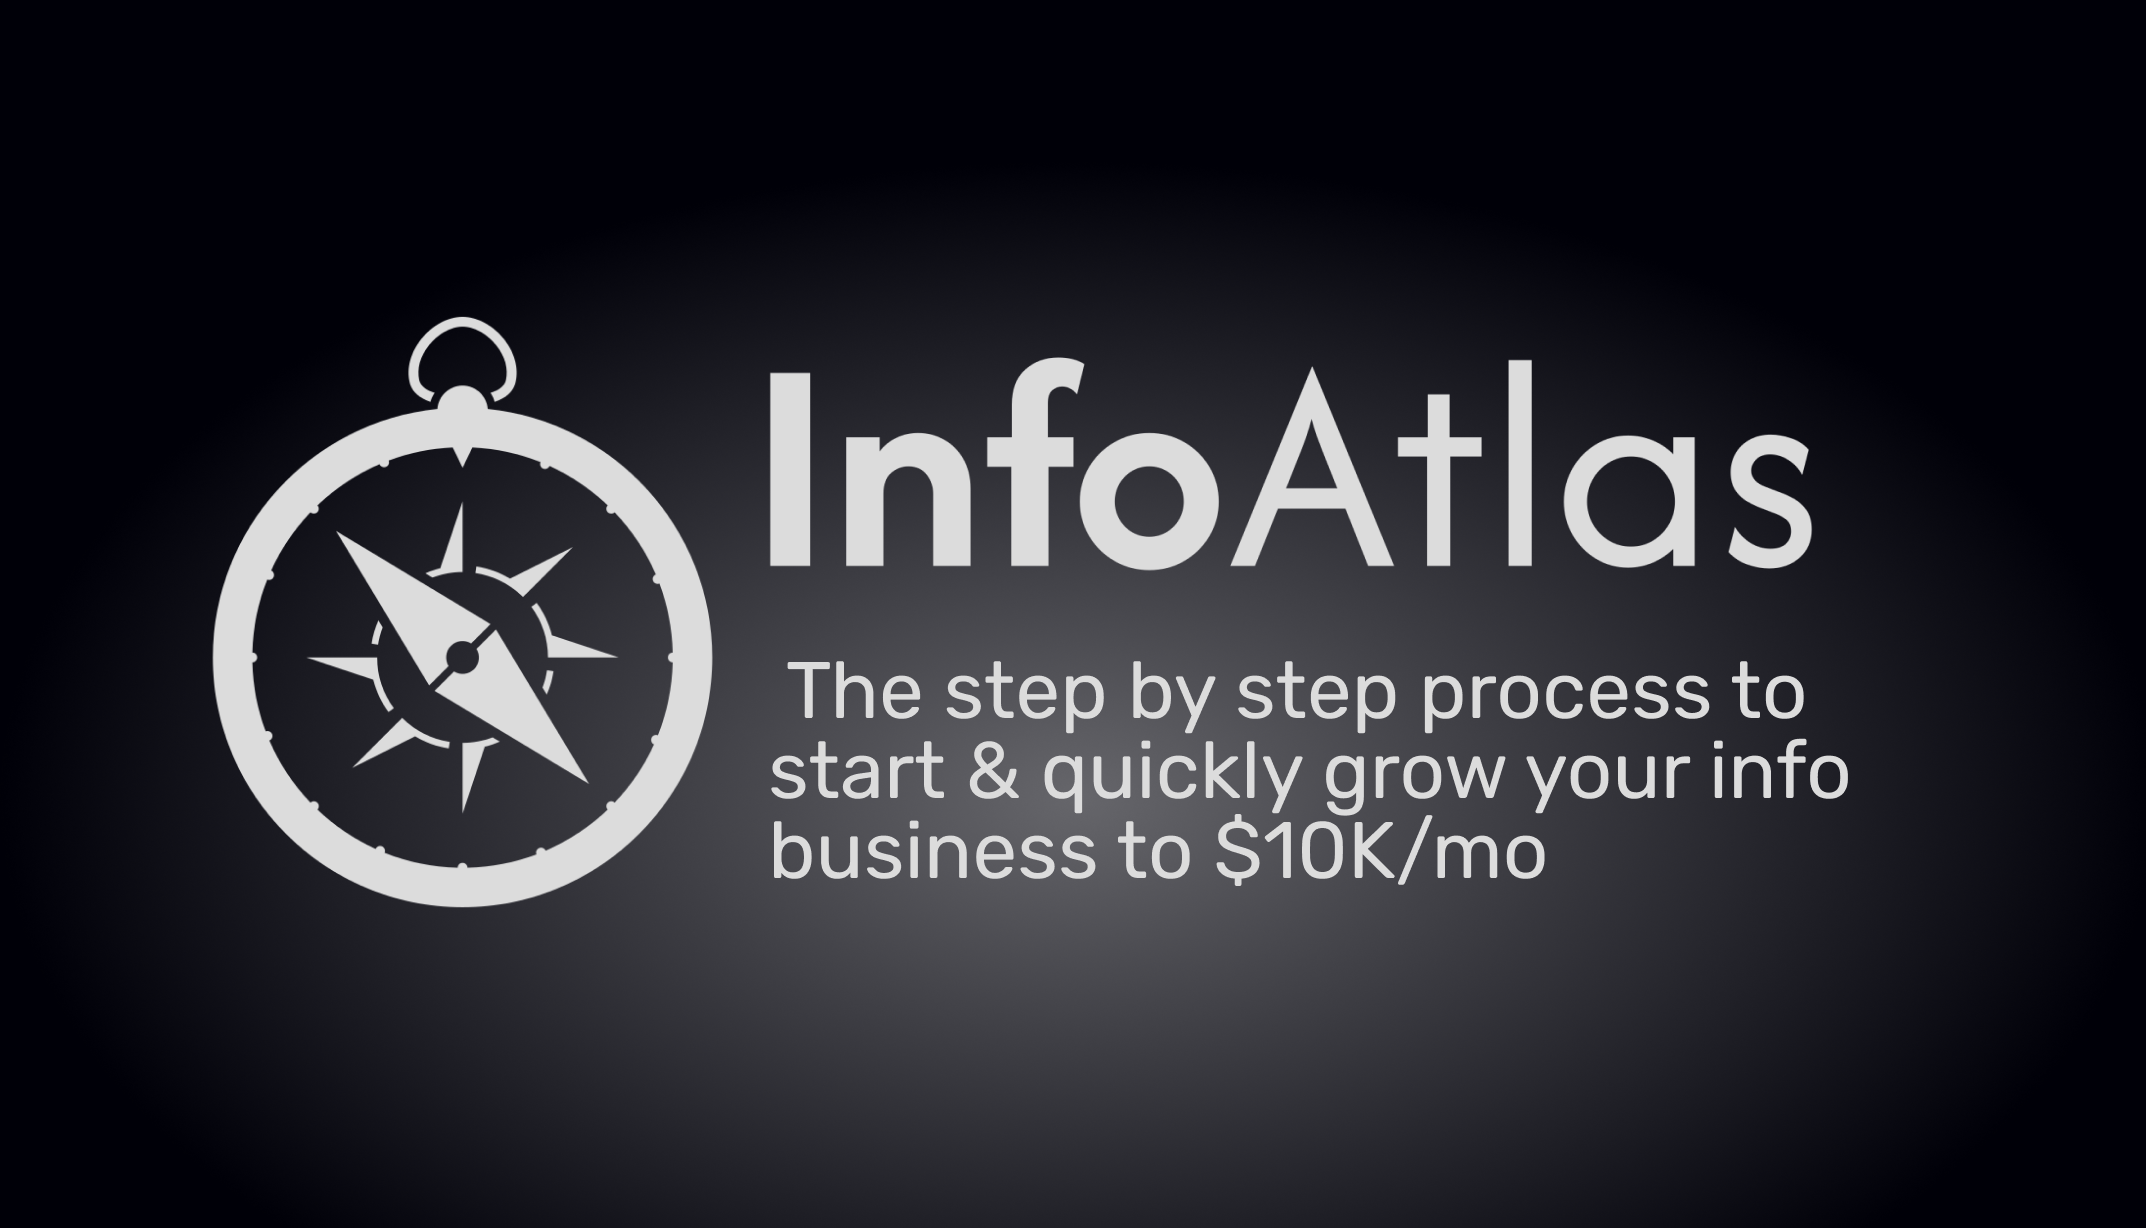 InfoAtlas
The step by step process to
start & quickly grow your info
business to $10K/mo